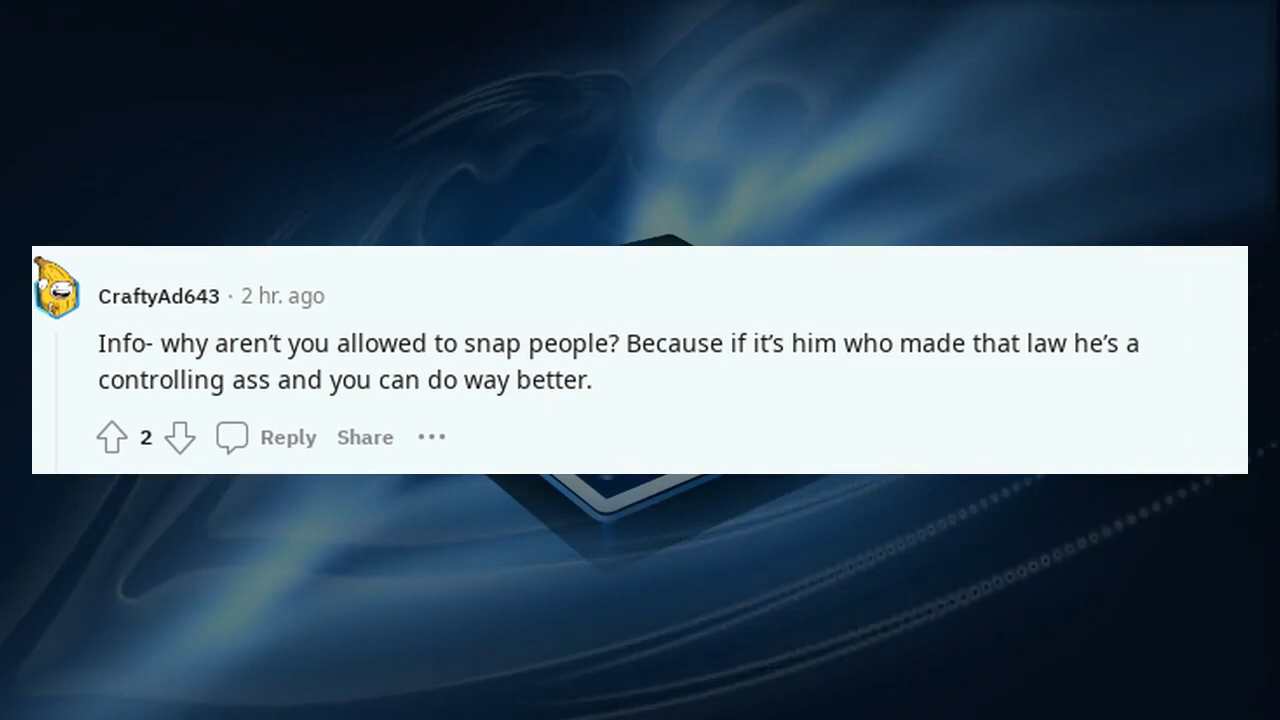 CraftyAd643 · 2 hr. ago
Info- why aren’t you allowed to snap people? Because if it’s him who made that law he’s a
controlling ass and you can do way better.
2 Reply Share ···